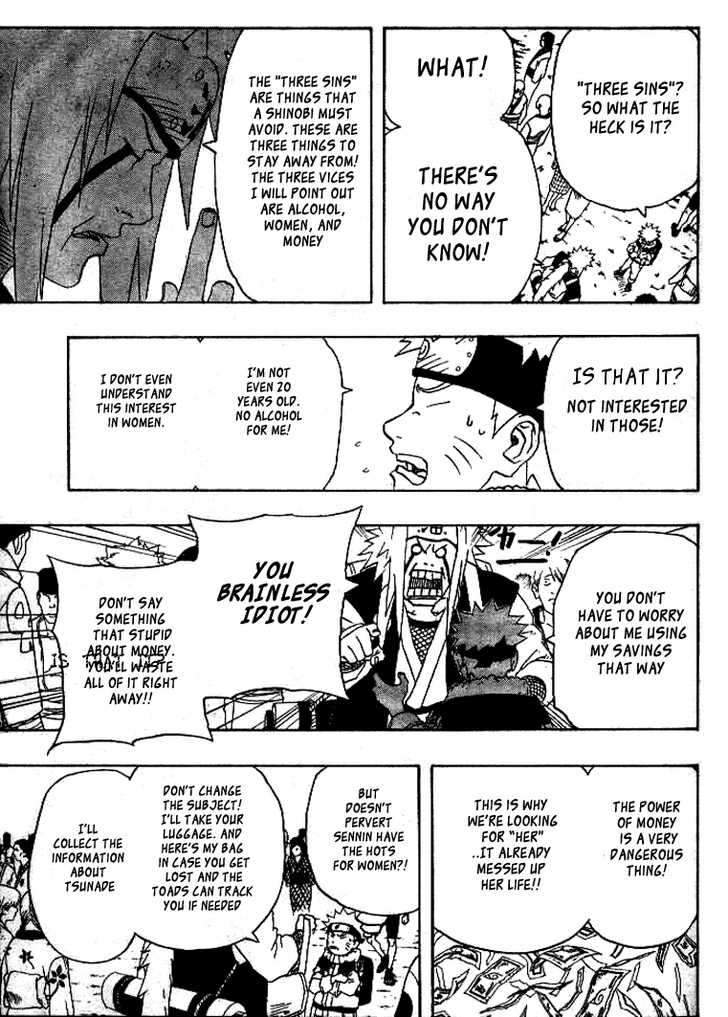 "THREE SINS"?
SO WHAT THE
HECK IS IT?
WHAT!
THERE'S
NO WAY
YOU DON'T
KNOW!
THE "THREE SINS"
ARE THINGS THAT
A SHINOBI MUST
AVOID. THESE ARE
THREE THINGS TO
STAY AWAY FROM!
THE THREE VICES
I WILL POINT OUT
ARE ALCOHOL,
WOMEN, AND
MONEY
IS THAT IT?
NOT INTERESTED
IN THOSE!
I'M NOT
EVEN 20
YEARS OLD.
NO ALCOHOL
FOR ME!
I DON'T EVEN
UNDERSTAND
THIS INTEREST
IN WOMEN.
YOU DON'T
HAVE TO WORRY
ABOUT ME USING
MY SAVINGS
THAT WAY
カー!
YOU
BRAINLESS
IDIOT!
DON'T SAY
SOMETHING
THAT STUPID
ABOUT MONEY.
YOU'LL WASTE
ALL OF IT RIGHT
AWAY!!
THE POWER
OF MONEY
IS A VERY
DANGEROUS
THING!
THIS IS WHY
WE'RE LOOKING
FOR "HER"
..IT ALREADY
MESSED UP
HER LIFE!!
BUT
DOESN'T
PERVERT
SENNIN HAVE
THE HOTS
FOR WOMEN?!
DON'T CHANGE
THE SUBJECT!
I'LL TAKE YOUR
LUGGAGE. AND
HERE'S MY BAG
IN CASE YOU GET
LOST AND THE
TOADS CAN TRACK
YOU IF NEEDED
I'LL
COLLECT THE
INFORMATION
ABOUT
TSUNADE